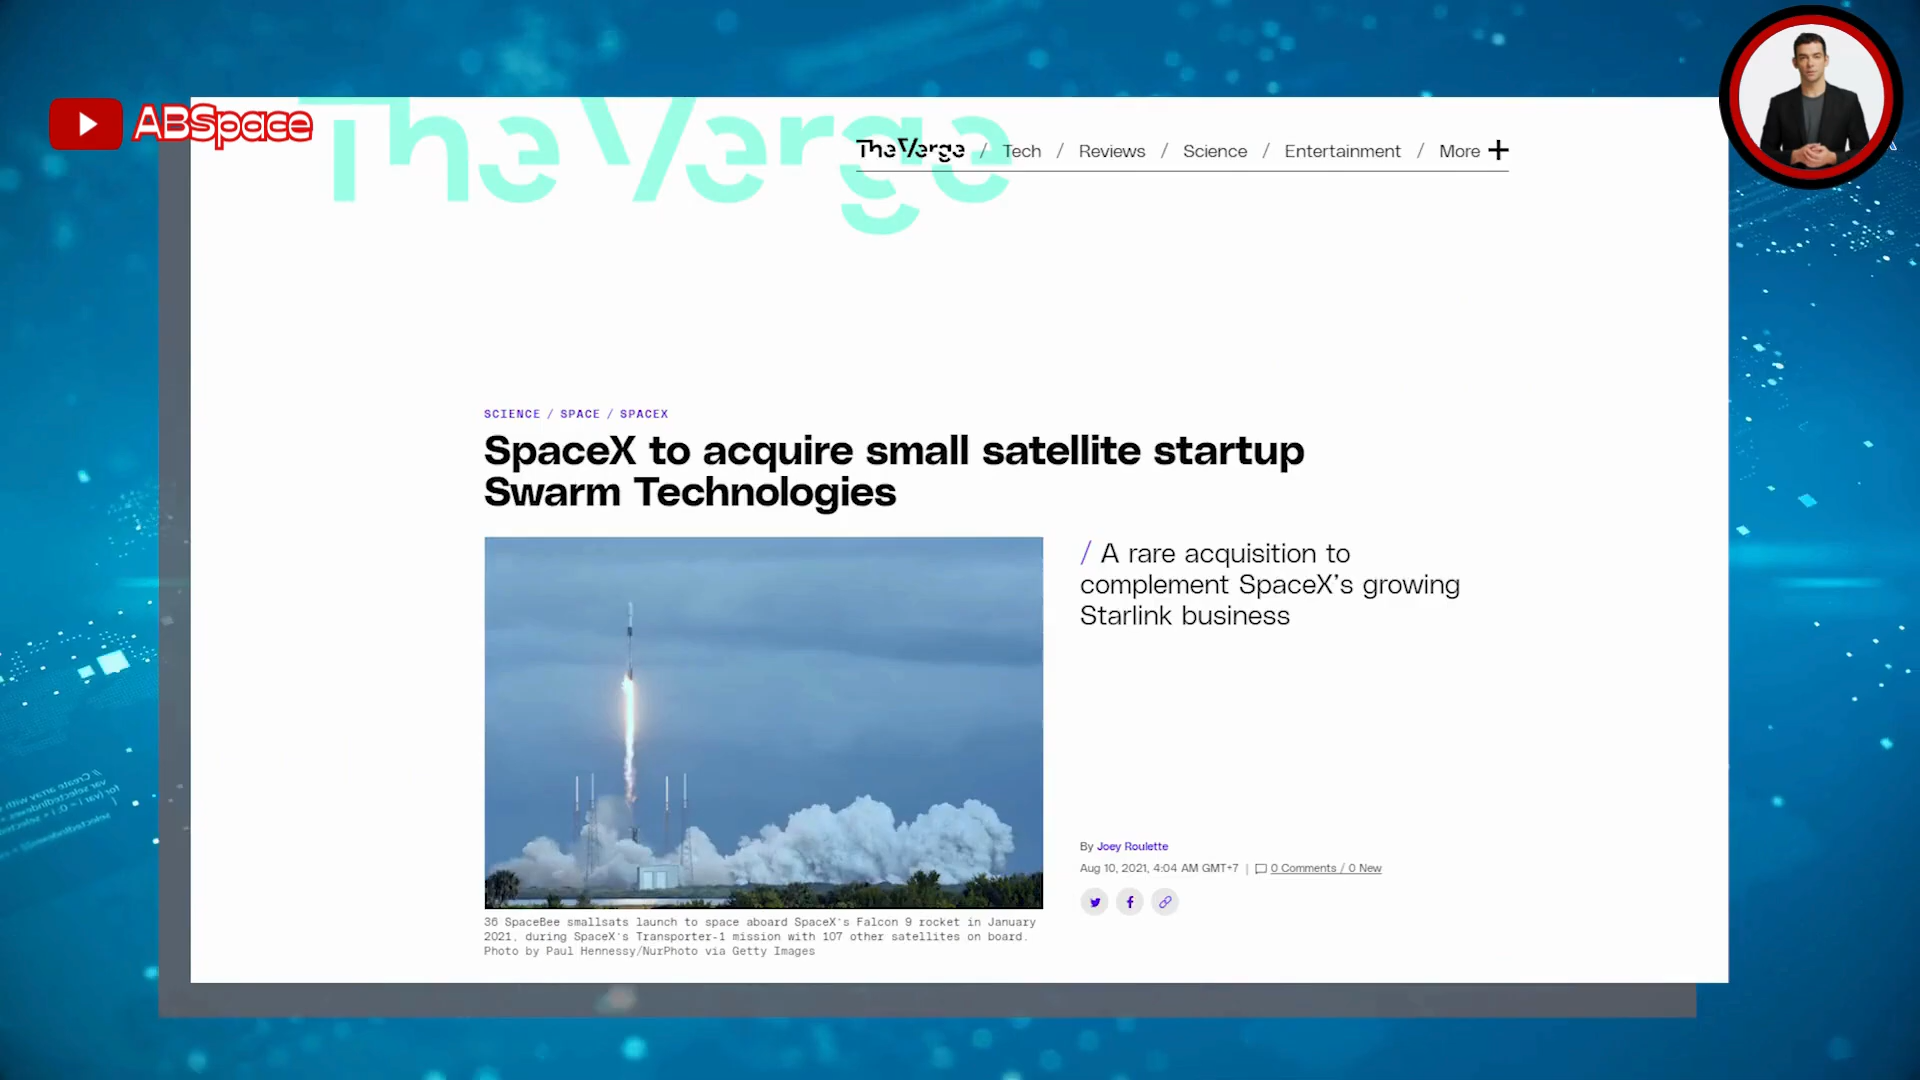 ABSpace
The Verge
The Verge / Tech / Reviews / Science / Entertainment / More +
SCIENCE / SPACE / SPACEX
SpaceX to acquire small satellite startup
Swarm Technologies
/ A rare acquisition to
complement SpaceX's growing
Starlink business
By Joey Roulette
Aug 10, 2021, 4:04 AM GMT+7 | 0 Comments / 0 New
36 SpaceBee smallsats launch to space aboard SpaceX's Falcon 9 rocket in January
2021, during SpaceX's Transporter-1 mission with 107 other satellites on board.
Photo by Paul Hennessy/NurPhoto via Getty Images